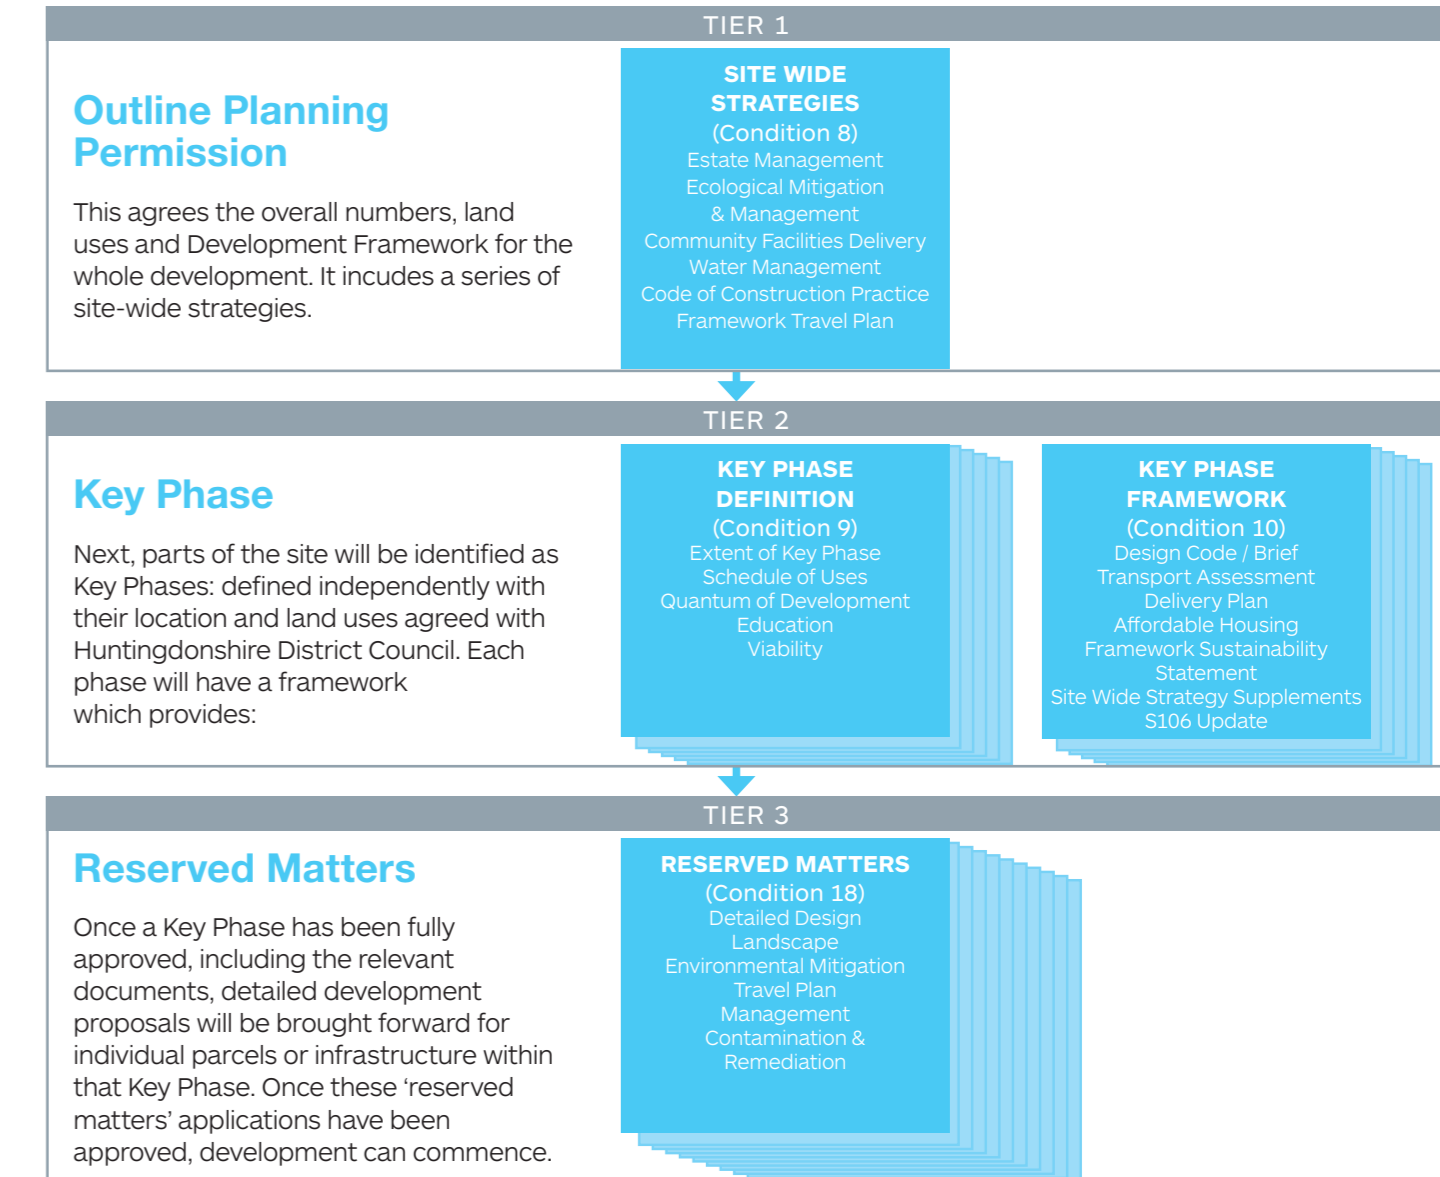 TIER 1
Outline Planning
Permission
This agrees the overall numbers, land
uses and Development Framework for the
whole development. It incudes a series of
site-wide strategies.
SITE WIDE
STRATEGIES
(Condition 8)
Estate Management
Ecological Mitigation
& Management
Community Facilities Delivery
Water Management
Code of Construction Practice
Framework Travel Plan
TIER 2
Key Phase
Next, parts of the site will be identified as
Key Phases: defined independently with
their location and land uses agreed with
Huntingdonshire District Council. Each
phase will have a framework
which provides:
KEY PHASE
DEFINITION
(Condition 9)
Extent of Key Phase
Schedule of Uses
Quantum of Development
Education
Viability
KEY PHASE
FRAMEWORK
(Condition 10)
Design Code / Brief
Transport Assessment
Delivery Plan
Affordable Housing
Framework Sustainability
Statement
Site Wide Strategy Supplements
S106 Update
TIER 3
Reserved Matters
Once a Key Phase has been fully
approved, including the relevant
documents, detailed development
proposals will be brought forward for
individual parcels or infrastructure within
that Key Phase. Once these ‘reserved
matters’ applications have been
approved, development can commence.
RESERVED MATTERS
(Condition 18)
Detailed Design
Landscape
Environmental Mitigation
Travel Plan
Management
Contamination &
Remediation